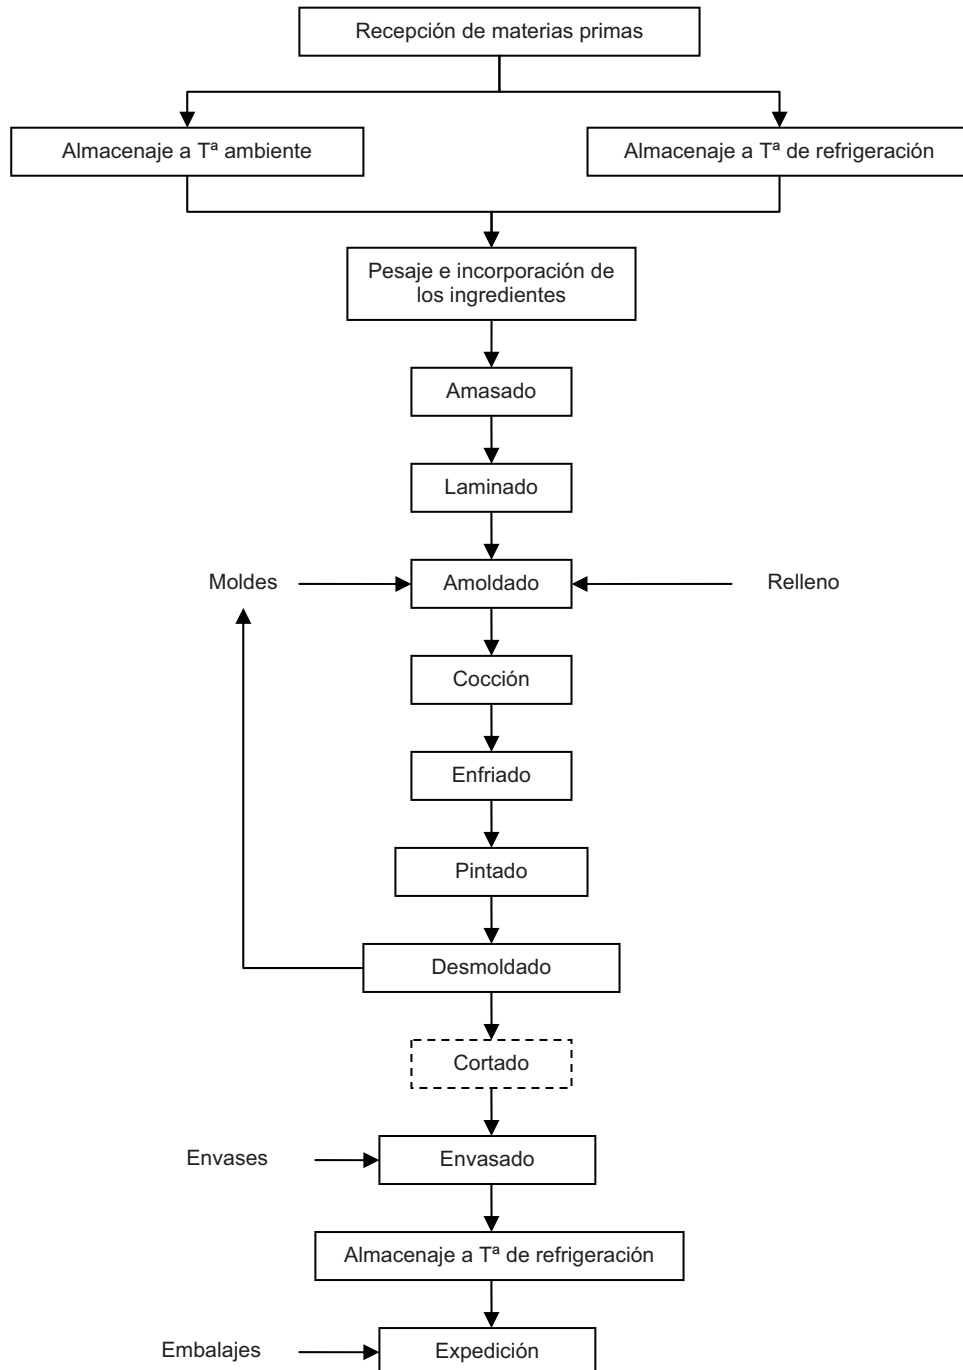 Recepción de materias primas
Almacenaje a Tª ambiente
Almacenaje a Tª de refrigeración
Pesaje e incorporación de
los ingredientes
Amasado
Laminado
Moldes
Amoldado
Relleno
Cocción
Enfriado
Pintado
Desmoldado
Cortado
Envases
Envasado
Almacenaje a Tª de refrigeración
Embalajes
Expedición